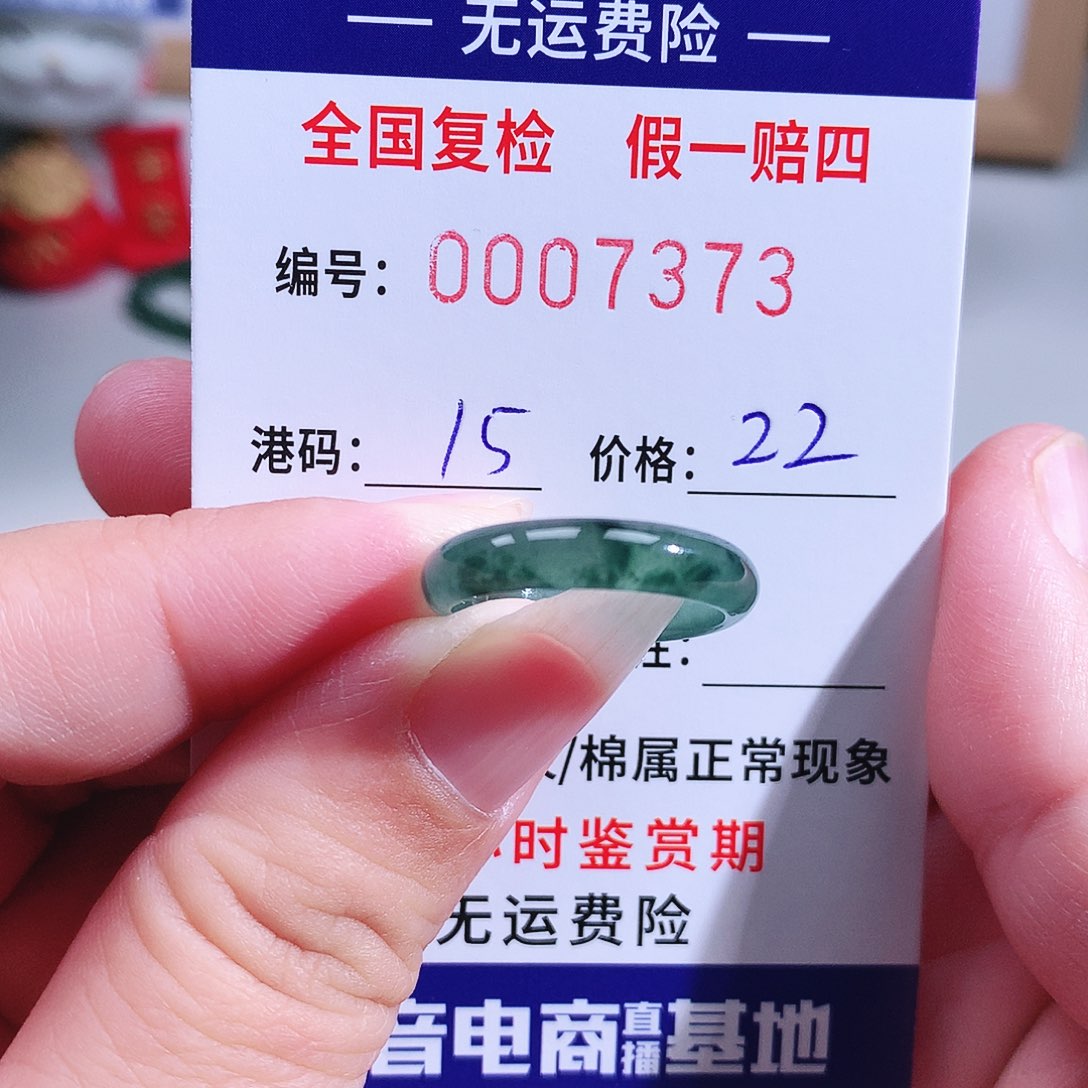 — 无运费险 —
全国复检 假一赔四
编号：0007373
港码：15 价格：22
：
/棉属正常现象
时鉴赏期
无运费险
音电商直播基地